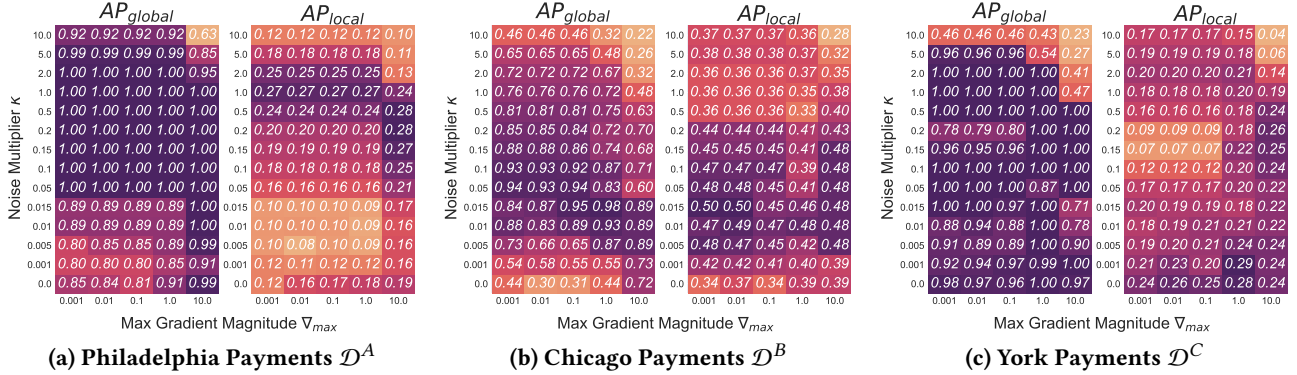 AP_global AP_local
10.0 0.92 0.92 0.92 0.92 0.63 10.0 0.12 0.12 0.12 0.12 0.10
5.0 0.99 0.99 0.99 0.99 0.85 5.0 0.18 0.18 0.18 0.18 0.11
2.0 1.00 1.00 1.00 1.00 0.95 2.0 0.25 0.25 0.25 0.25 0.13
1.0 1.00 1.00 1.00 1.00 1.00 1.0 0.27 0.27 0.27 0.27 0.24
0.5 1.00 1.00 1.00 1.00 1.00 0.5 0.24 0.24 0.24 0.24 0.28
0.2 1.00 1.00 1.00 1.00 1.00 0.2 0.20 0.20 0.20 0.20 0.28
0.15 1.00 1.00 1.00 1.00 1.00 0.15 0.19 0.19 0.19 0.19 0.27
0.1 1.00 1.00 1.00 1.00 1.00 0.1 0.18 0.18 0.18 0.18 0.25
0.05 1.00 1.00 1.00 1.00 1.00 0.05 0.16 0.16 0.16 0.16 0.21
0.015 0.89 0.89 0.89 0.89 1.00 0.015 0.10 0.10 0.10 0.09 0.17
0.01 0.89 0.89 0.89 0.89 1.00 0.01 0.10 0.10 0.10 0.09 0.16
0.005 0.80 0.85 0.85 0.89 0.99 0.005 0.10 0.08 0.10 0.09 0.16
0.001 0.80 0.80 0.85 0.89 0.99 0.001 0.12 0.11 0.12 0.12 0.16
0.0 0.85 0.84 0.81 0.91 0.99 0.0 0.12 0.16 0.17 0.18 0.19
0.001 0.01 0.1 1.0 10.0 0.001 0.01 0.1 1.0 10.0
Noise Multiplier κ
Max Gradient Magnitude ∇max
(a) Philadelphia Payments D^A
AP_global AP_local
10.0 0.46 0.46 0.46 0.32 0.22 10.0 0.37 0.37 0.37 0.36 0.28
5.0 0.65 0.65 0.65 0.48 0.26 5.0 0.38 0.38 0.38 0.37 0.32
2.0 0.72 0.72 0.72 0.67 0.32 2.0 0.36 0.36 0.36 0.37 0.35
1.0 0.76 0.76 0.76 0.72 0.48 1.0 0.36 0.36 0.36 0.36 0.38
0.5 0.81 0.81 0.81 0.75 0.63 0.5 0.36 0.36 0.36 0.33 0.40
0.2 0.85 0.85 0.84 0.72 0.70 0.2 0.44 0.44 0.44 0.41 0.43
0.15 0.88 0.88 0.86 0.74 0.68 0.15 0.44 0.44 0.44 0.41 0.48
0.1 0.93 0.93 0.92 0.87 0.71 0.1 0.47 0.47 0.47 0.39 0.48
0.05 0.94 0.93 0.94 0.83 0.60 0.05 0.48 0.48 0.45 0.41 0.48
0.015 0.84 0.87 0.95 0.98 0.89 0.015 0.50 0.50 0.45 0.46 0.48
0.01 0.88 0.88 0.89 0.93 0.89 0.01 0.49 0.47 0.49 0.48 0.48
0.005 0.73 0.66 0.65 0.87 0.89 0.005 0.48 0.47 0.45 0.42 0.48
0.001 0.54 0.58 0.55 0.55 0.73 0.001 0.42 0.42 0.41 0.40 0.39
0.0 0.44 0.30 0.31 0.44 0.72 0.0 0.34 0.37 0.34 0.39 0.39
0.001 0.01 0.1 1.0 10.0 0.001 0.01 0.1 1.0 10.0
Noise Multiplier κ
Max Gradient Magnitude ∇max
(b) Chicago Payments D^B
AP_global AP_local
10.0 0.46 0.46 0.46 0.43 0.23 10.0 0.17 0.17 0.17 0.15 0.04
5.0 0.96 0.96 0.96 0.54 0.27 5.0 0.19 0.19 0.19 0.18 0.06
2.0 1.00 1.00 1.00 1.00 0.41 2.0 0.20 0.20 0.20 0.21 0.14
1.0 1.00 1.00 1.00 1.00 0.47 1.0 0.18 0.18 0.18 0.20 0.19
0.5 1.00 1.00 1.00 1.00 1.00 0.5 0.16 0.16 0.16 0.18 0.24
0.2 0.78 0.79 0.80 1.00 1.00 0.2 0.09 0.09 0.09 0.18 0.26
0.15 0.96 0.95 0.95 1.00 1.00 0.15 0.07 0.07 0.07 0.22 0.25
0.1 1.00 1.00 1.00 1.00 1.00 0.1 0.12 0.12 0.12 0.20 0.24
0.05 1.00 1.00 1.00 0.87 1.00 0.05 0.17 0.17 0.17 0.20 0.22
0.015 1.00 1.00 0.97 1.00 0.71 0.015 0.19 0.20 0.19 0.18 0.22
0.01 0.88 0.94 0.88 1.00 0.76 0.01 0.18 0.19 0.21 0.21 0.22
0.005 0.91 0.89 0.89 1.00 0.90 0.005 0.19 0.20 0.21 0.24 0.24
0.001 0.92 0.94 0.97 0.99 1.00 0.001 0.21 0.23 0.20 0.29 0.24
0.0 0.98 0.96 0.96 1.00 0.97 0.0 0.24 0.25 0.24 0.28 0.24
0.001 0.01 0.1 1.0 10.0 0.001 0.01 0.1 1.0 10.0
Noise Multiplier κ
Max Gradient Magnitude ∇max
(c) York Payments D^C